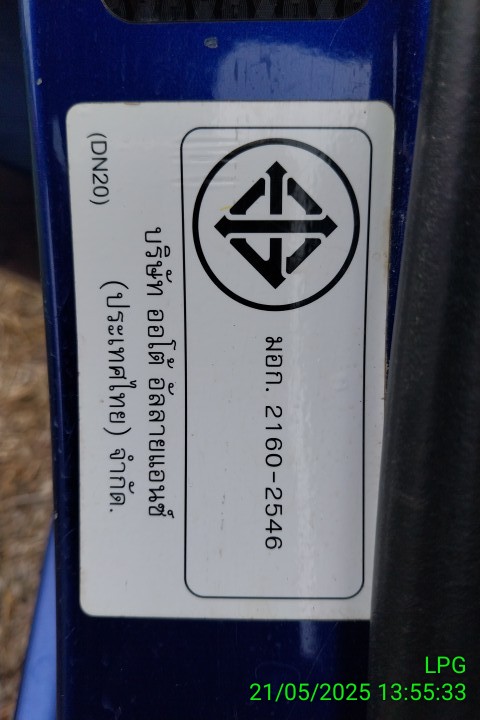 มอก. 2160-2546
บริษัท ออโต้ อัลลายแอนซ์
(ประเทศไทย) จำกัด.
(DN20)
LPG
21/05/2025 13:55:33